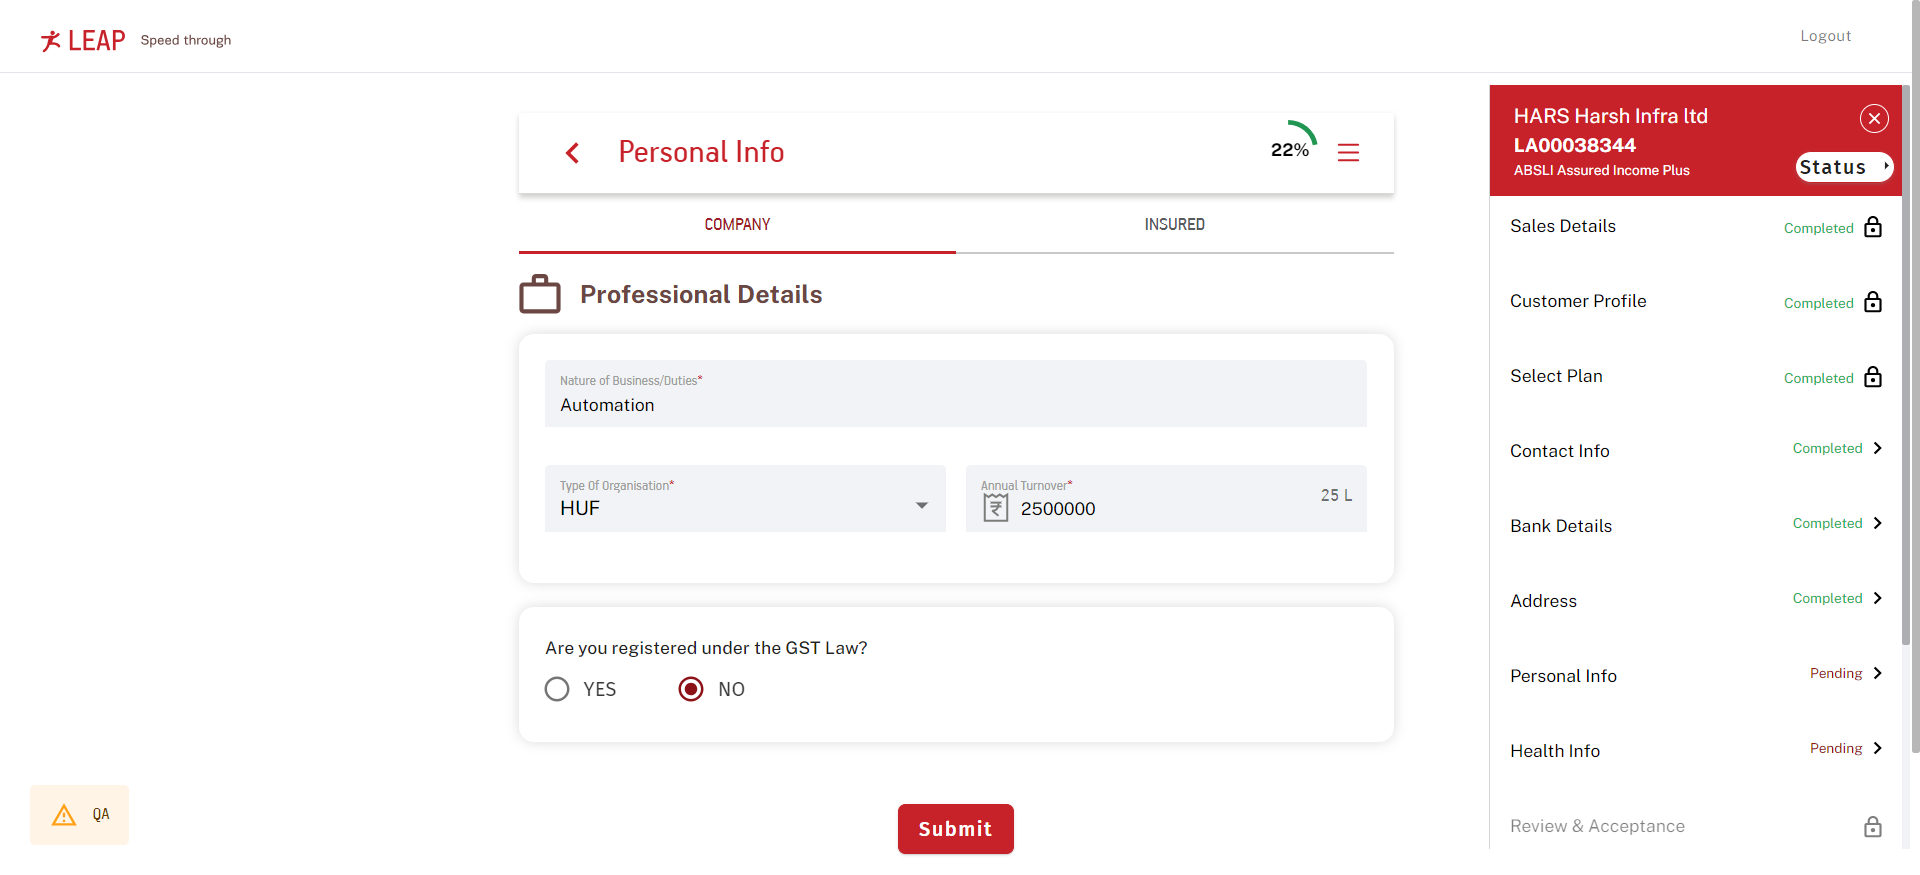 LEAP Speed through
Logout
Personal Info
22%
COMPANY
INSURED
Professional Details
Nature of Business/Duties*
Automation
Type Of Organisation*
HUF
Annual Turnover*
2500000
25 L
Are you registered under the GST Law?
YES
NO
Submit
QA
HARS Harsh Infra ltd
LA00038344
ABSLI Assured Income Plus
Status
Sales Details Completed
Customer Profile Completed
Select Plan Completed
Contact Info Completed
Bank Details Completed
Address Completed
Personal Info Pending
Health Info Pending
Review & Acceptance